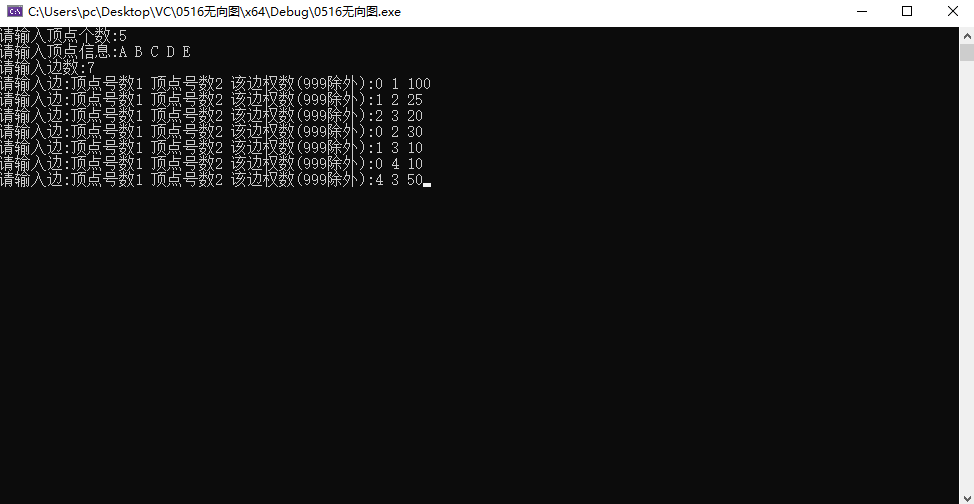 C:\Users\pc\Desktop\VC\0516无向图\x64\Debug\0516无向图.exe
请输入顶点个数:5
请输入顶点信息:A B C D E
请输入边数:7
请输入边:顶点号数1 顶点号数2 该边权数(999除外):0 1 100
请输入边:顶点号数1 顶点号数2 该边权数(999除外):1 2 25
请输入边:顶点号数1 顶点号数2 该边权数(999除外):2 3 20
请输入边:顶点号数1 顶点号数2 该边权数(999除外):0 2 30
请输入边:顶点号数1 顶点号数2 该边权数(999除外):1 3 10
请输入边:顶点号数1 顶点号数2 该边权数(999除外):0 4 10
请输入边:顶点号数1 顶点号数2 该边权数(999除外):4 3 50